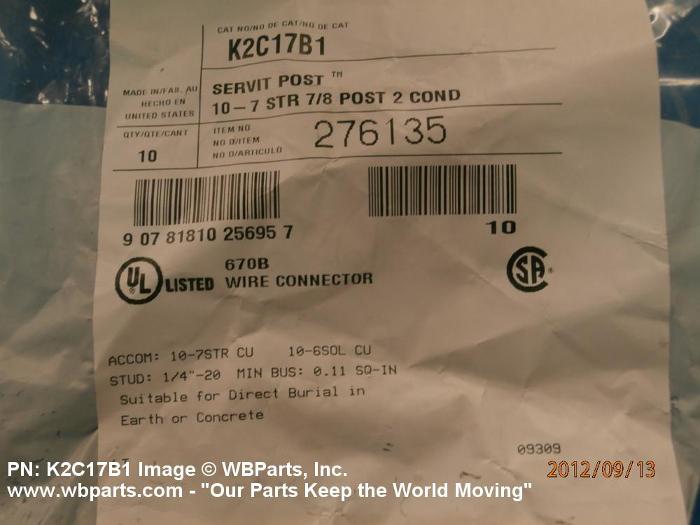 CAT NO/NO DE CAT/NO DE CAT
K2C17B1
MADE IN/FAB. AU
HECHO EN
UNITED STATES
SERVIT POST ™
10-7 STR 7/8 POST 2 COND
QTY/QTE/CANT
10
ITEM NO
NO D/ITEM
NO D/ARTICULO
276135
9 07 81810 25695 7
10
UL LISTED
670B
WIRE CONNECTOR
SA
ACCOM: 10-7STR CU 10-6SOL CU
STUD: 1/4"-20 MIN BUS: 0.11 SQ-IN
Suitable for Direct Burial in
Earth or Concrete
09309
PN: K2C17B1 Image © WBParts, Inc.
2012/09/13
www.wbparts.com - "Our Parts Keep the World Moving"